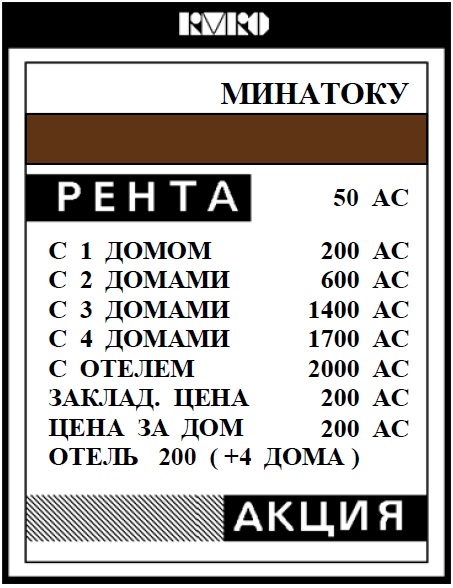 RMRO
МИНАТОКУ
РЕНТА 50 АС
С 1 ДОМОМ 200 АС
С 2 ДОМАМИ 600 АС
С 3 ДОМАМИ 1400 АС
С 4 ДОМАМИ 1700 АС
С ОТЕЛЕМ 2000 АС
ЗАКЛАД. ЦЕНА 200 АС
ЦЕНА ЗА ДОМ 200 АС
ОТЕЛЬ 200 ( +4 ДОМА )
АКЦИЯ